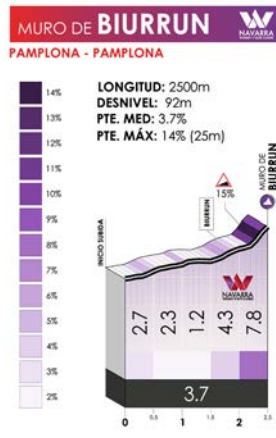 MURO DE BIURRUN
NAVARRA
PAMPLONA - PAMPLONA
LONGITUD: 2500m
DESNIVEL: 92m
PTE. MED: 3.7%
PTE. MÁX: 14% (25m)
14%
13%
12%
11%
10%
9%
8%
7%
6%
5%
4%
3%
2%
INICIO SUBIDA
BIURRUN
15%
MURO DE
BIURRUN
NAVARRA
2.7 2.3 1.2 4.3 7.8
3.7
0 0,5 1 1,5 2 2,5